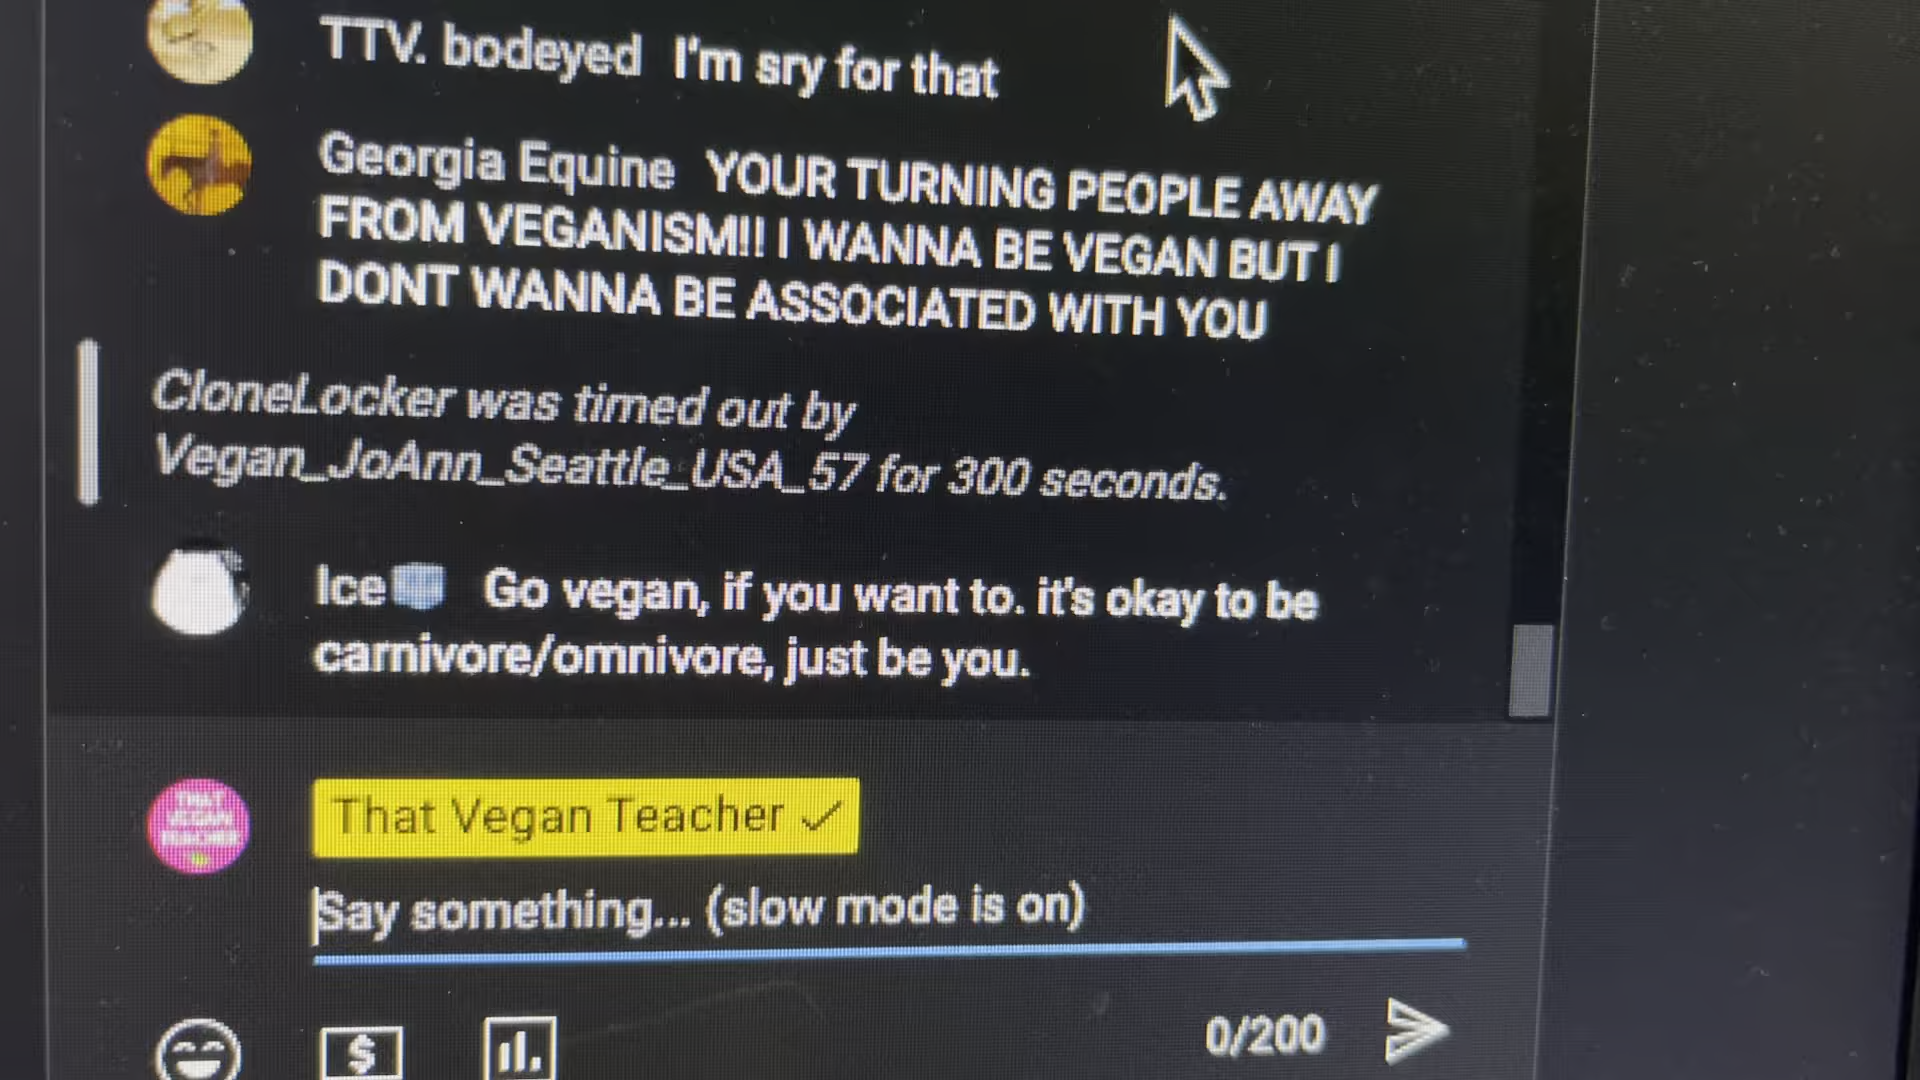 TTV. bodeyed I'm sry for that
Georgia Equine YOUR TURNING PEOPLE AWAY
FROM VEGANISM!! I WANNA BE VEGAN BUT I
DONT WANNA BE ASSOCIATED WITH YOU
CloneLocker was timed out by
Vegan_JoAnn_Seattle_USA_57 for 300 seconds.
Ice Go vegan, if you want to. it's okay to be
carnivore/omnivore, just be you.
THAT
VEGAN
TEACHER
That Vegan Teacher ✓
Say something... (slow mode is on)
$
0/200